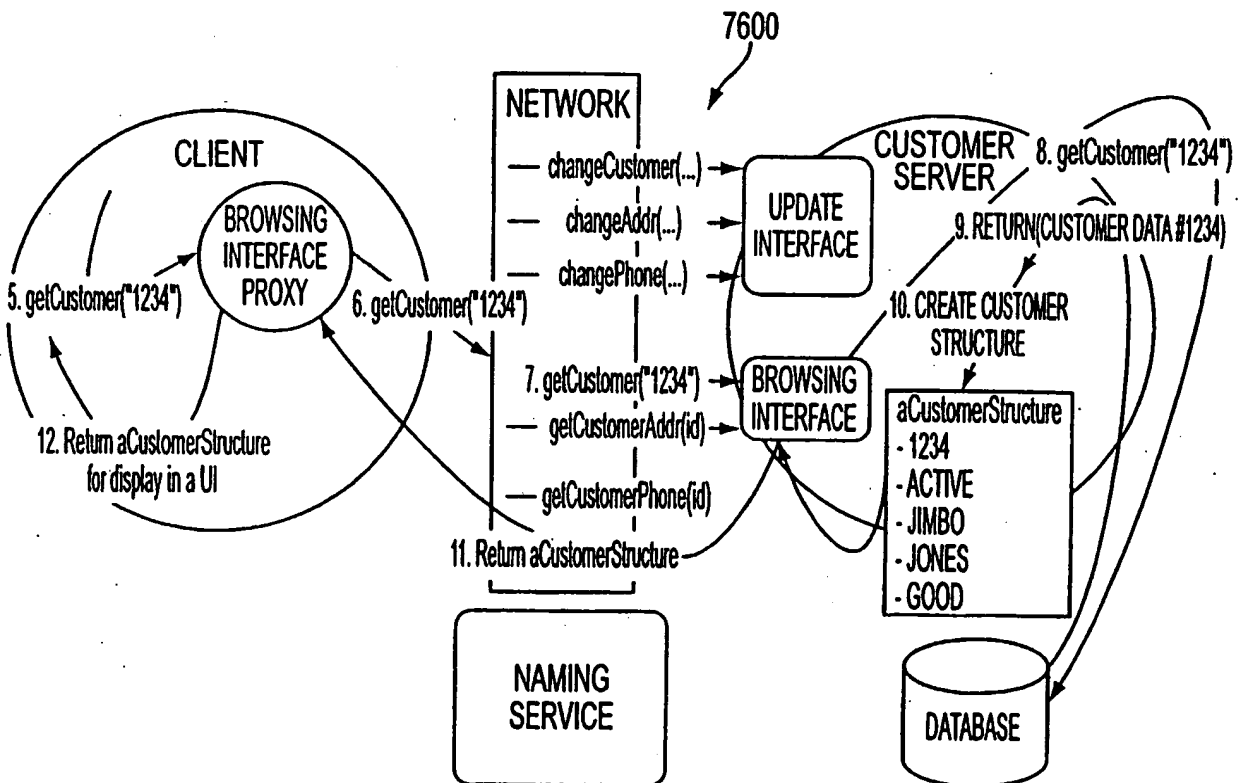 7600
NETWORK
CLIENT
BROWSING
INTERFACE
PROXY
5. getCustomer("1234")
6. getCustomer("1234")
12. Return aCustomerStructure
for display in a UI
changeCustomer(...)
changeAddr(...)
changePhone(...)
7. getCustomer("1234")
getCustomerAddr(id)
getCustomerPhone(id)
11. Return aCustomerStructure
NAMING
SERVICE
UPDATE
INTERFACE
BROWSING
INTERFACE
CUSTOMER
SERVER
8. getCustomer("1234")
9. RETURN(CUSTOMER DATA #1234)
10. CREATE CUSTOMER
STRUCTURE
aCustomerStructure
- 1234
- ACTIVE
- JIMBO
- JONES
- GOOD
DATABASE